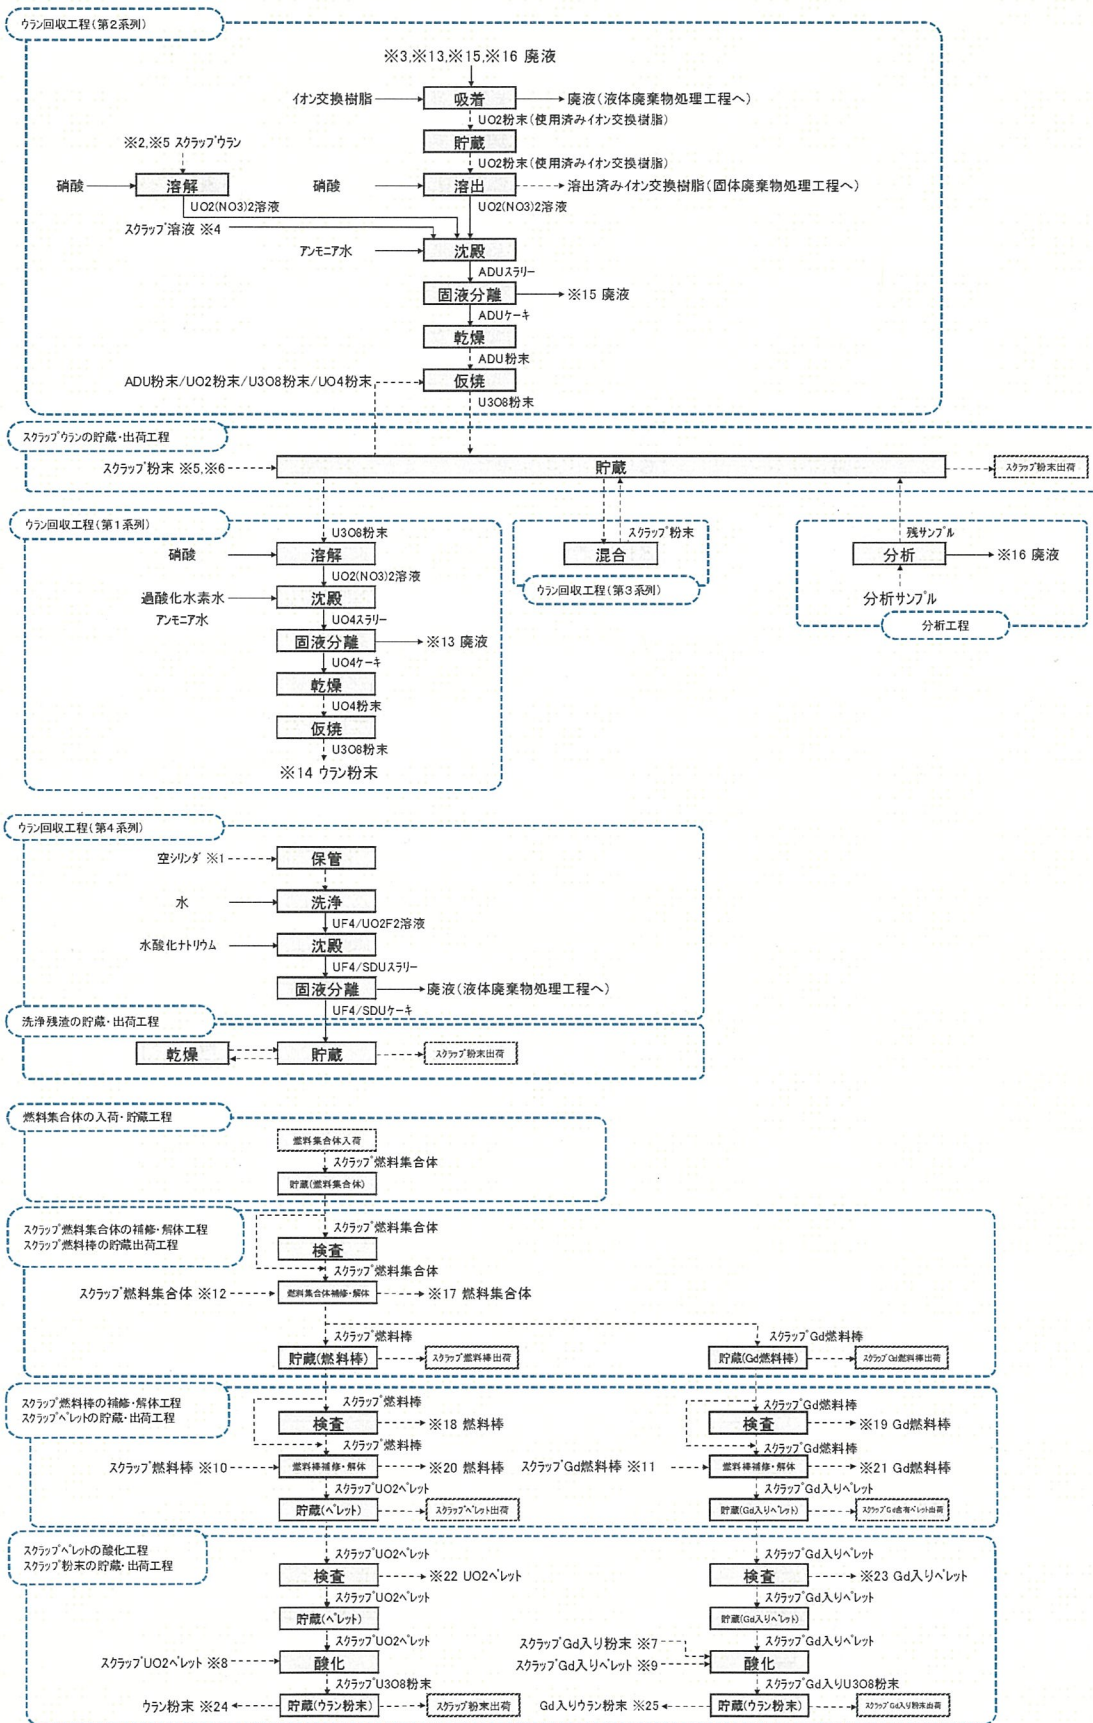 ウラン回収工程(第2系列)
※3,※13,※15,※16 廃液
イオン交換樹脂
吸着
廃液(液体廃棄物処理工程へ)
UO2粉末(使用済みイオン交換樹脂)
※2,※5 スクラップウラン
貯蔵
UO2粉末(使用済みイオン交換樹脂)
硝酸
溶解
硝酸
溶出
溶出済みイオン交換樹脂(固体廃棄物処理工程へ)
UO2(NO3)2溶液
UO2(NO3)2溶液
スクラップ溶液 ※4
アンモニア水
沈殿
ADUスラリー
固液分離
※15 廃液
ADUケーキ
乾燥
ADU粉末
ADU粉末/UO2粉末/U3O8粉末/UO4粉末
仮焼
U3O8粉末
スクラップウランの貯蔵・出荷工程
スクラップ粉末 ※5,※6
貯蔵
スクラップ粉末出荷
ウラン回収工程(第1系列)
U3O8粉末
硝酸
溶解
UO2(NO3)2溶液
過酸化水素水
アンモニア水
沈殿
UO4スラリー
固液分離
※13 廃液
UO4ケーキ
乾燥
UO4粉末
仮焼
U3O8粉末
※14 ウラン粉末
スクラップ粉末
混合
ウラン回収工程(第3系列)
残サンプル
分析
※16 廃液
分析サンプル
分析工程
ウラン回収工程(第4系列)
空シリンダ ※1
保管
水
洗浄
UF4/UO2F2溶液
水酸化ナトリウム
沈殿
UF4/SDUスラリー
固液分離
廃液(液体廃棄物処理工程へ)
UF4/SDUケーキ
洗浄残渣の貯蔵・出荷工程
乾燥
貯蔵
スクラップ粉末出荷
燃料集合体の入荷・貯蔵工程
燃料集合体入荷
スクラップ燃料集合体
貯蔵(燃料集合体)
スクラップ燃料集合体の補修・解体工程
スクラップ燃料棒の貯蔵出荷工程
スクラップ燃料集合体
検査
スクラップ燃料集合体
スクラップ燃料集合体 ※12
燃料集合体補修・解体
※17 燃料集合体
スクラップ燃料棒
スクラップGd燃料棒
貯蔵(燃料棒)
スクラップ燃料棒出荷
貯蔵(Gd燃料棒)
スクラップGd燃料棒出荷
スクラップ燃料棒の補修・解体工程
スクラップペレットの貯蔵・出荷工程
スクラップ燃料棒
スクラップGd燃料棒
検査
※18 燃料棒
検査
※19 Gd燃料棒
スクラップ燃料棒
スクラップGd燃料棒
スクラップ燃料棒 ※10
燃料棒補修・解体
※20 燃料棒
スクラップGd燃料棒 ※11
燃料棒補修・解体
※21 Gd燃料棒
スクラップUO2ペレット
スクラップGd入りペレット
貯蔵(ペレット)
スクラップペレット出荷
貯蔵(Gd入りペレット)
スクラップGd含有ペレット出荷
スクラップペレットの酸化工程
スクラップ粉末の貯蔵・出荷工程
スクラップUO2ペレット
スクラップGd入りペレット
検査
※22 UO2ペレット
検査
※23 Gd入りペレット
スクラップUO2ペレット
スクラップGd入りペレット
貯蔵(ペレット)
貯蔵(Gd入りペレット)
スクラップUO2ペレット
スクラップGd入りペレット
スクラップUO2ペレット ※8
酸化
スクラップGd入り粉末 ※7
スクラップGd入りペレット ※9
酸化
スクラップU3O8粉末
スクラップGd入りU3O8粉末
ウラン粉末 ※24
貯蔵(ウラン粉末)
スクラップ粉末出荷
Gd入りウラン粉末 ※25
貯蔵(ウラン粉末)
スクラップGd入り粉末出荷